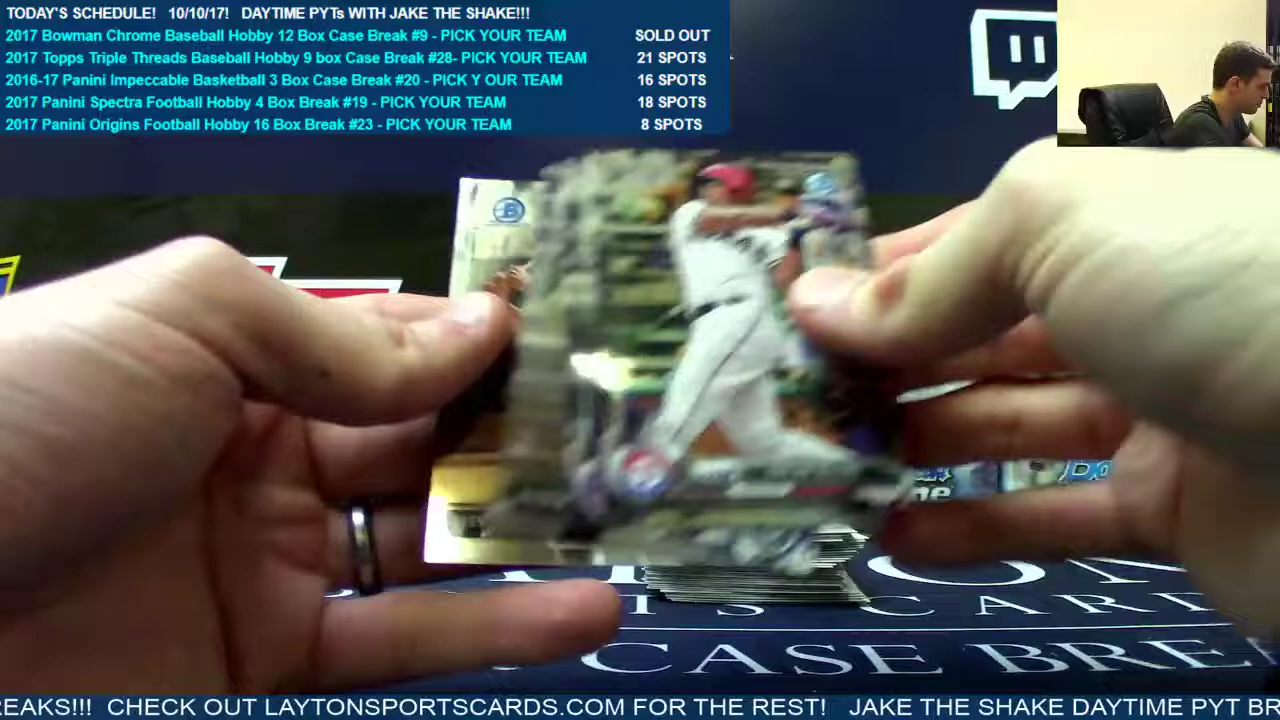 TODAY'S SCHEDULE! 10/10/17! DAYTIME PYTs WITH JAKE THE SHAKE!!!
2017 Bowman Chrome Baseball Hobby 12 Box Case Break #9 - PICK YOUR TEAM SOLD OUT
2017 Topps Triple Threads Baseball Hobby 9 box Case Break #28- PICK YOUR TEAM 21 SPOTS
2016-17 Panini Impeccable Basketball 3 Box Case Break #20 - PICK Y OUR TEAM 16 SPOTS
2017 Panini Spectra Football Hobby 4 Box Break #19 - PICK YOUR TEAM 18 SPOTS
2017 Panini Origins Football Hobby 16 Box Break #23 - PICK YOUR TEAM 8 SPOTS
B
TS CARD
CASE BREA
REAKS!!! CHECK OUT LAYTONSPORTSCARDS.COM FOR THE REST! JAKE THE SHAKE DAYTIME PYT BR